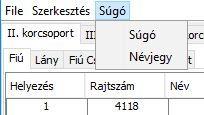 File Szerkesztés Súgó
II. korcsoport
Súgó
Névjegy
Fiú Lány Fiú
Helyezés Rajtszám Név
1 4118